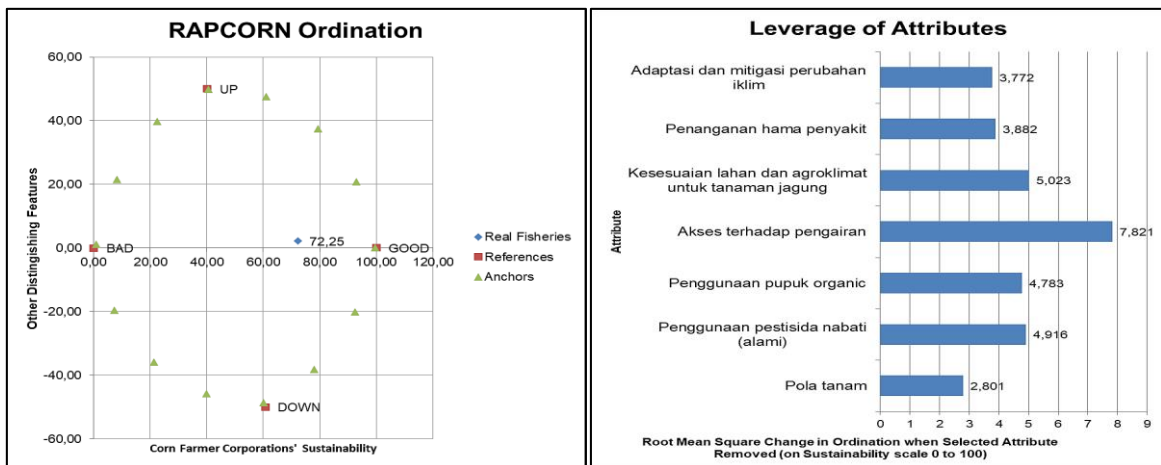 RAPCORN Ordination
60,00
40,00
20,00
0,00
-20,00
-40,00
-60,00
Other Distingishing Features
UP
BAD
72,25
GOOD
DOWN
0,00 20,00 40,00 60,00 80,00 100,00 120,00
Corn Farmer Corporations' Sustainability
Real Fisheries
References
Anchors
Leverage of Attributes
Attribute
Adaptasi dan mitigasi perubahan
iklim
3,772
Penanganan hama penyakit
3,882
Kesesuaian lahan dan agroklimat
untuk tanaman jagung
5,023
Akses terhadap pengairan
7,821
Penggunaan pupuk organic
4,783
Penggunaan pestisida nabati
(alami)
4,916
Pola tanam
2,801
0 1 2 3 4 5 6 7 8 9
Root Mean Square Change in Ordination when Selected Attribute
Removed (on Sustainability scale 0 to 100)